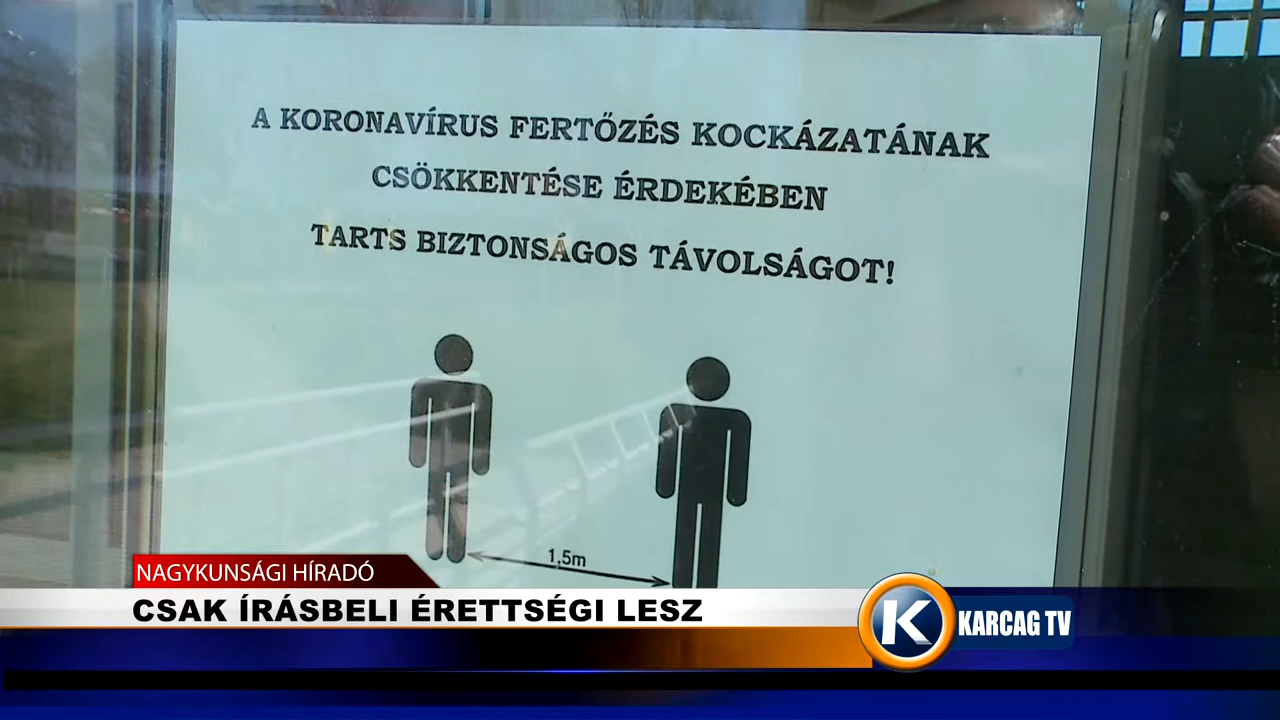 A KORONAVÍRUS FERTŐZÉS KOCKÁZATÁNAK
CSÖKKENTÉSE ÉRDEKÉBEN
TARTS BIZTONSÁGOS TÁVOLSÁGOT!
1,5m
NAGYKUNSÁGI HÍRADÓ
CSAK ÍRÁSBELI ÉRETTSÉGI LESZ
K KARCAG TV